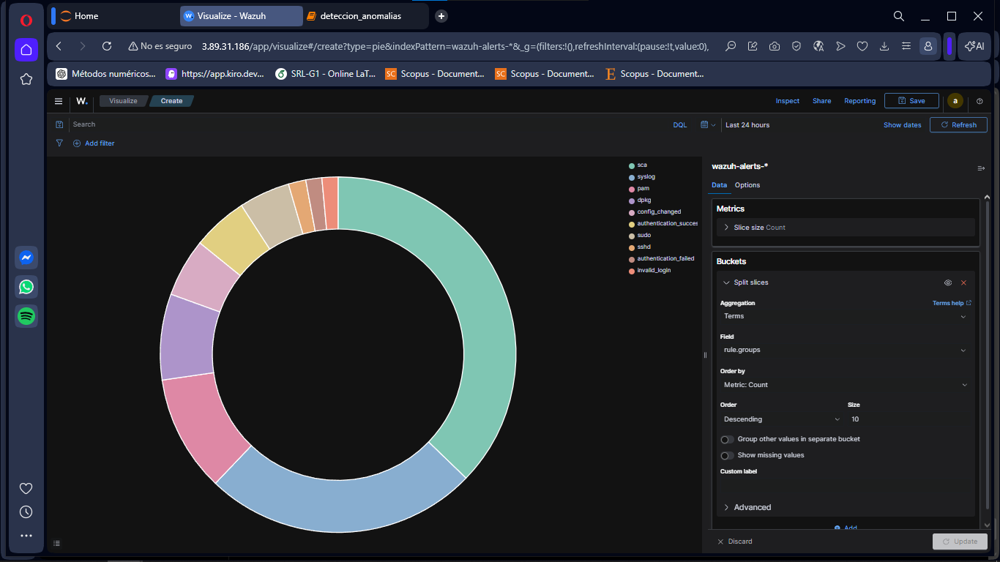 Home
Visualize - Wazuh
deteccion_anomalias
No es seguro
3.89.31.186/app/visualize#/create?type=pie&indexPattern=wazuh-alerts-*&_g=(filters:!(),refreshInterval:(pause:!t,value:0),
AI
Métodos numéricos...
https://app.kiro.dev...
SRL-G1 - Online LaT...
SC Scopus - Document...
SC Scopus - Document...
E Scopus - Document...
W.
Visualize
Create
Inspect
Share
Reporting
Save
a
Search
DQL
Last 24 hours
Show dates
Refresh
Add filter
sca
syslog
pam
dpkg
config_changed
authentication_succes
sudo
sshd
authentication_failed
invalid_login
wazuh-alerts-*
Data Options
Metrics
Slice size Count
Buckets
Split slices
Aggregation
Terms help
Terms
Field
rule.groups
Order by
Metric: Count
Order Size
Descending 10
Group other values in separate bucket
Show missing values
Custom label
Advanced
Add
Discard
Update